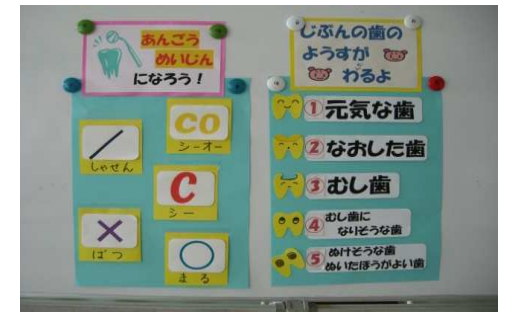 あんごう
めいじん
になろう！
CO
シーオー
／
しゃせん
C
シー
×
ばつ
○
まる
じぶんの歯の
ようすが
わかるよ
①元気な歯
②なおした歯
③むし歯
④むし歯に
なりそうな歯
⑤ぬけそうな歯
ぬいたほうがよい歯